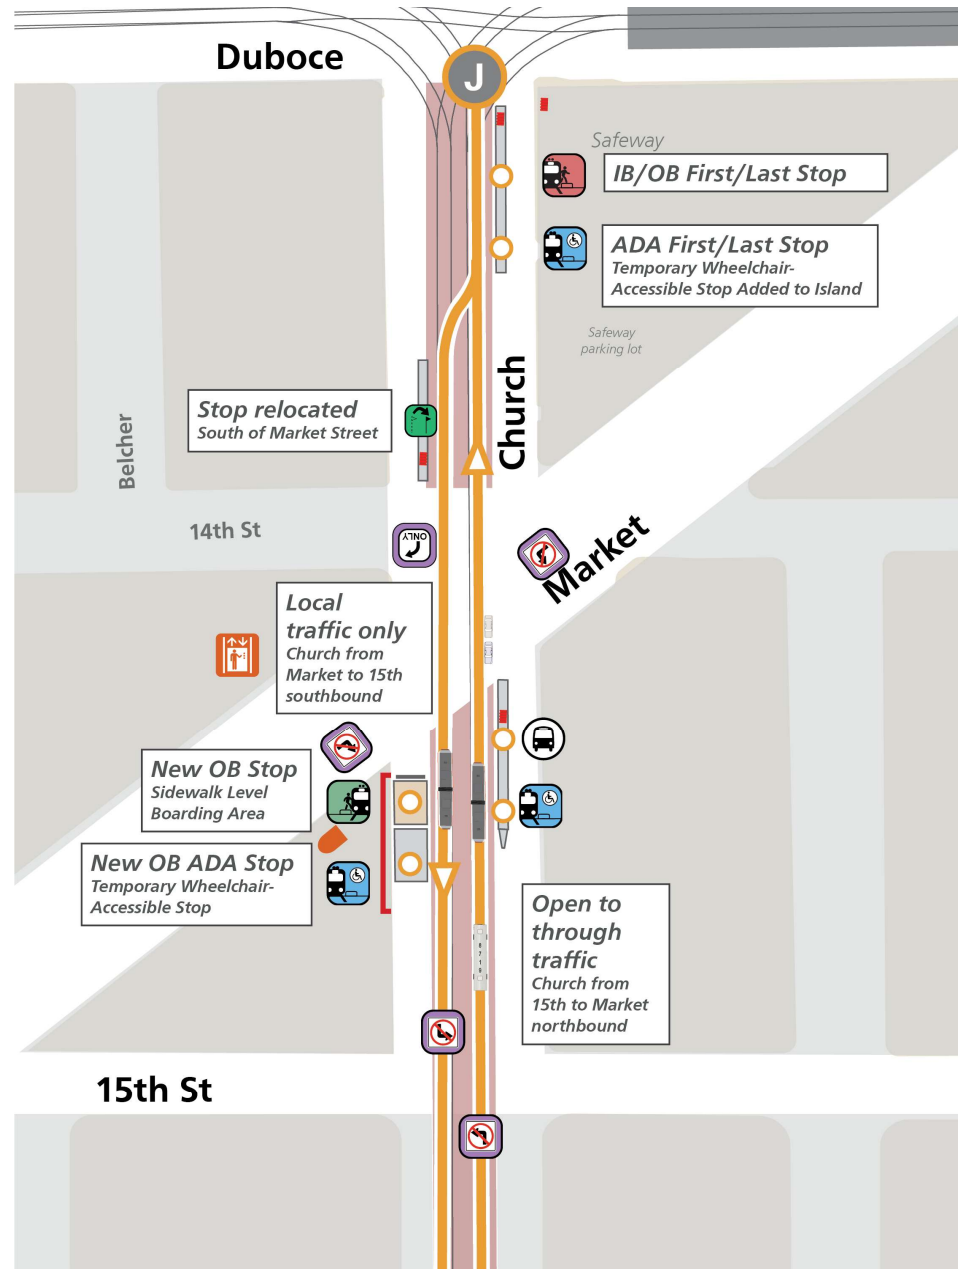 Duboce
J
Safeway
IB/OB First/Last Stop
ADA First/Last Stop
Temporary Wheelchair-
Accessible Stop Added to Island
Safeway
parking lot
Church
Stop relocated
South of Market Street
Belcher
14th St
ONLY
Market
Local
traffic only
Church from
Market to 15th
southbound
New OB Stop
Sidewalk Level
Boarding Area
New OB ADA Stop
Temporary Wheelchair-
Accessible Stop
Open to
through
traffic
Church from
15th to Market
northbound
15th St